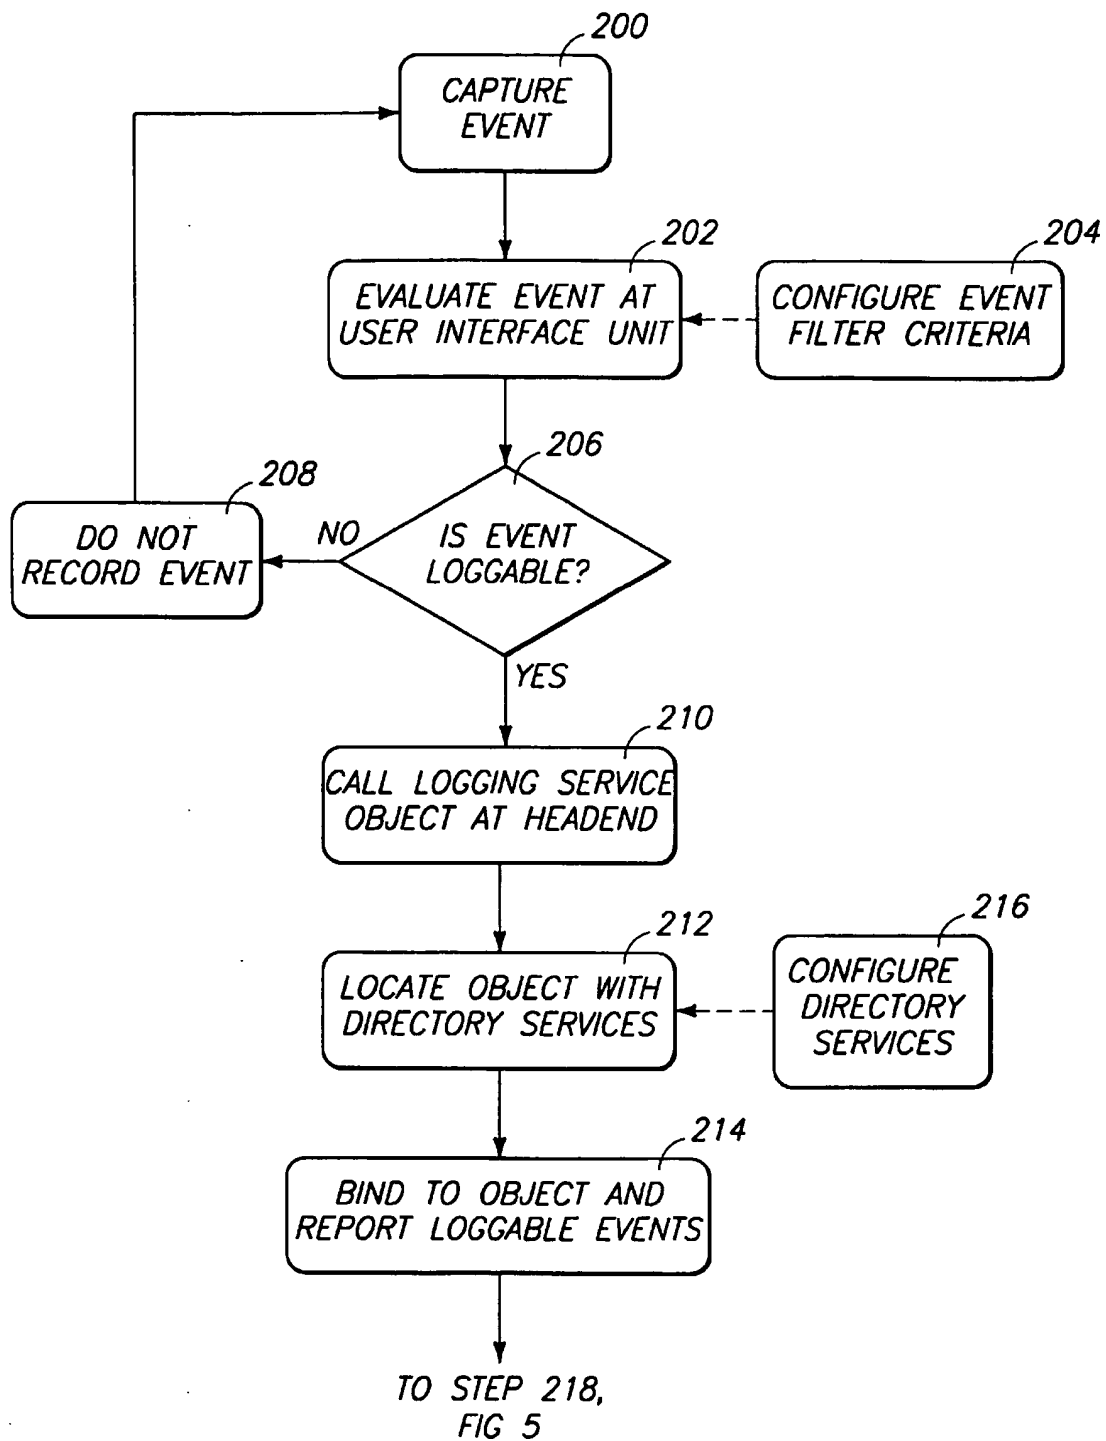 200
CAPTURE
EVENT
202
EVALUATE EVENT AT
USER INTERFACE UNIT
204
CONFIGURE EVENT
FILTER CRITERIA
206
IS EVENT
LOGGABLE?
NO
208
DO NOT
RECORD EVENT
YES
210
CALL LOGGING SERVICE
OBJECT AT HEADEND
212
LOCATE OBJECT WITH
DIRECTORY SERVICES
216
CONFIGURE
DIRECTORY
SERVICES
214
BIND TO OBJECT AND
REPORT LOGGABLE EVENTS
TO STEP 218,
FIG 5